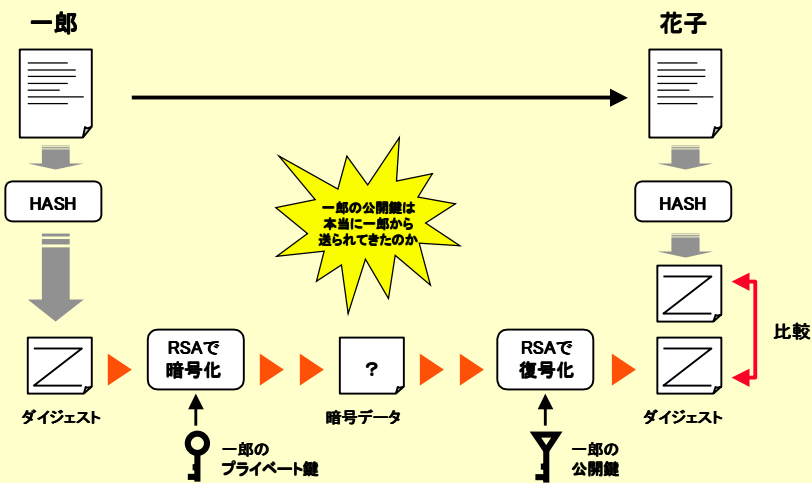 一郎
花子
HASH
HASH
一郎の公開鍵は
本当に一郎から
送られてきたのか
比較
RSAで
暗号化
?
RSAで
復号化
ダイジェスト
暗号データ
ダイジェスト
一郎の
プライベート鍵
一郎の
公開鍵